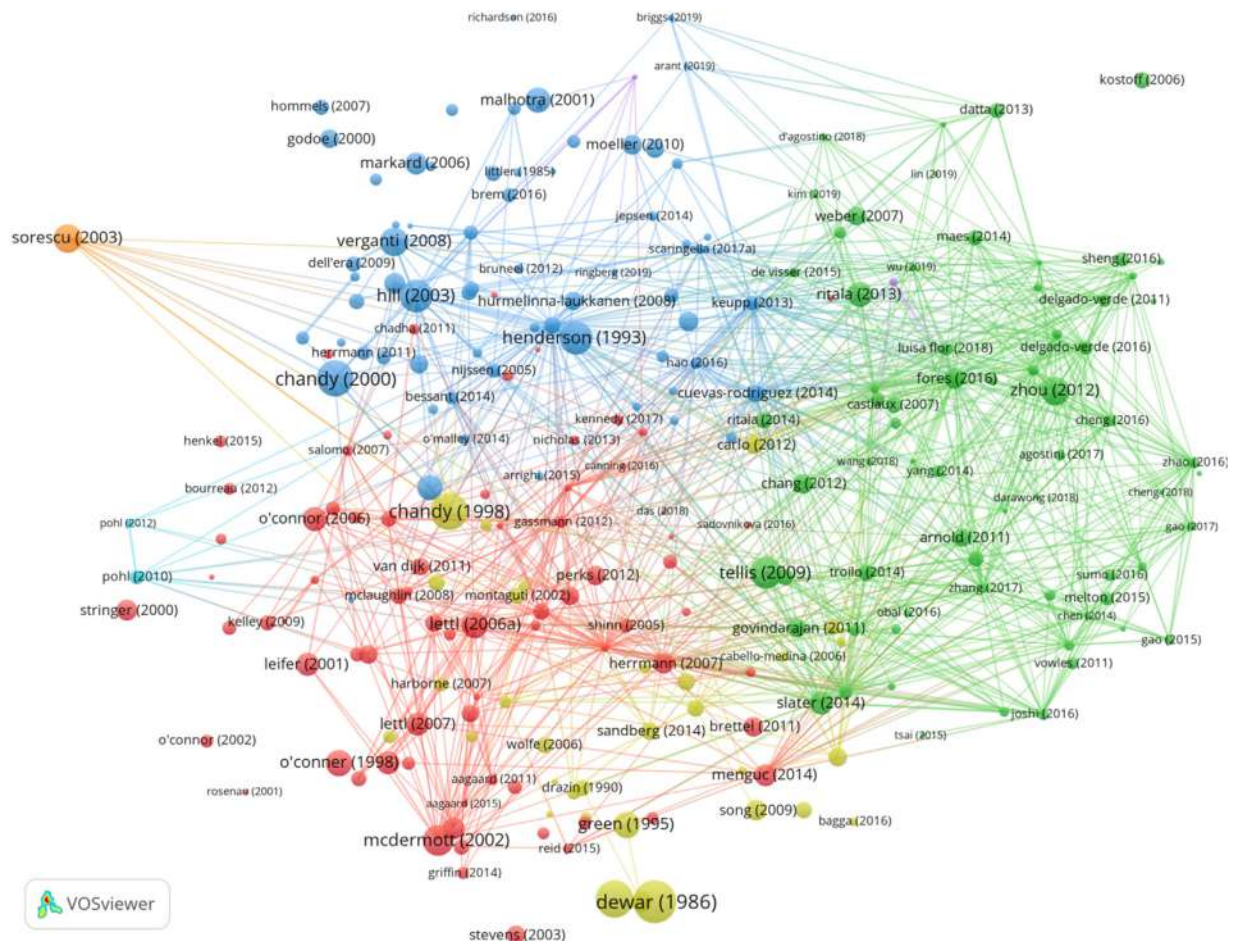 richardson (2016)
briggs (2019)
arant (2019)
kostoff (2006)
hommels (2007)
malhotra (2001)
datta (2013)
godoe (2000)
d'agostino (2018)
moeller (2010)
markard (2006)
littler (1985)
lin (2019)
brem (2016)
kim (2019)
jepsen (2014)
weber (2007)
sorescu (2003)
verganti (2008)
maes (2014)
scaringella (2017a)
dell'era (2009)
bruneel (2012)
ringberg (2019)
de visser (2015)
wu (2019)
sheng (2016)
hill (2003)
hurmelinna-laukkanen (2008)
keupp (2013)
ritala (2013)
delgado-verde (2011)
chadha (2011)
henderson (1993)
herrmann (2011)
luisa flor (2018)
delgado-verde (2016)
nijssen (2005)
hao (2016)
chandy (2000)
fores (2016)
zhou (2012)
bessant (2014)
cuevas-rodriguez (2014)
castiaux (2007)
kennedy (2017)
ritala (2014)
cheng (2016)
henkel (2015)
salomo (2007)
o'malley (2014)
nicholas (2013)
carlo (2012)
agostini (2017)
zhao (2016)
canning (2016)
wang (2018)
arrighi (2015)
yang (2014)
bourreau (2012)
chang (2012)
cheng (2018)
darawong (2018)
chandy (1998)
das (2018)
pohl (2012)
o'connor (2006)
gassmann (2012)
sadovnikova (2016)
gao (2017)
arnold (2011)
van dijk (2011)
pohl (2010)
perks (2012)
tellis (2009)
troilo (2014)
sumo (2016)
zhang (2017)
mclaughlin (2008)
montaguti (2002)
melton (2015)
stringer (2000)
obal (2016)
chen (2014)
kelley (2009)
lettl (2006a)
shinn (2005)
govindarajan (2011)
gao (2015)
cabello-medina (2006)
leifer (2001)
herrmann (2007)
vowles (2011)
harborne (2007)
slater (2014)
joshi (2016)
lettl (2007)
sandberg (2014)
brettel (2011)
tsai (2015)
o'connor (2002)
wolfe (2006)
o'conner (1998)
menguc (2014)
aagaard (2011)
drazin (1990)
rosenau (2001)
aagaard (2015)
song (2009)
bagga (2016)
green (1995)
mcdermott (2002)
reid (2015)
griffin (2014)
dewar (1986)
VOSviewer
stevens (2003)